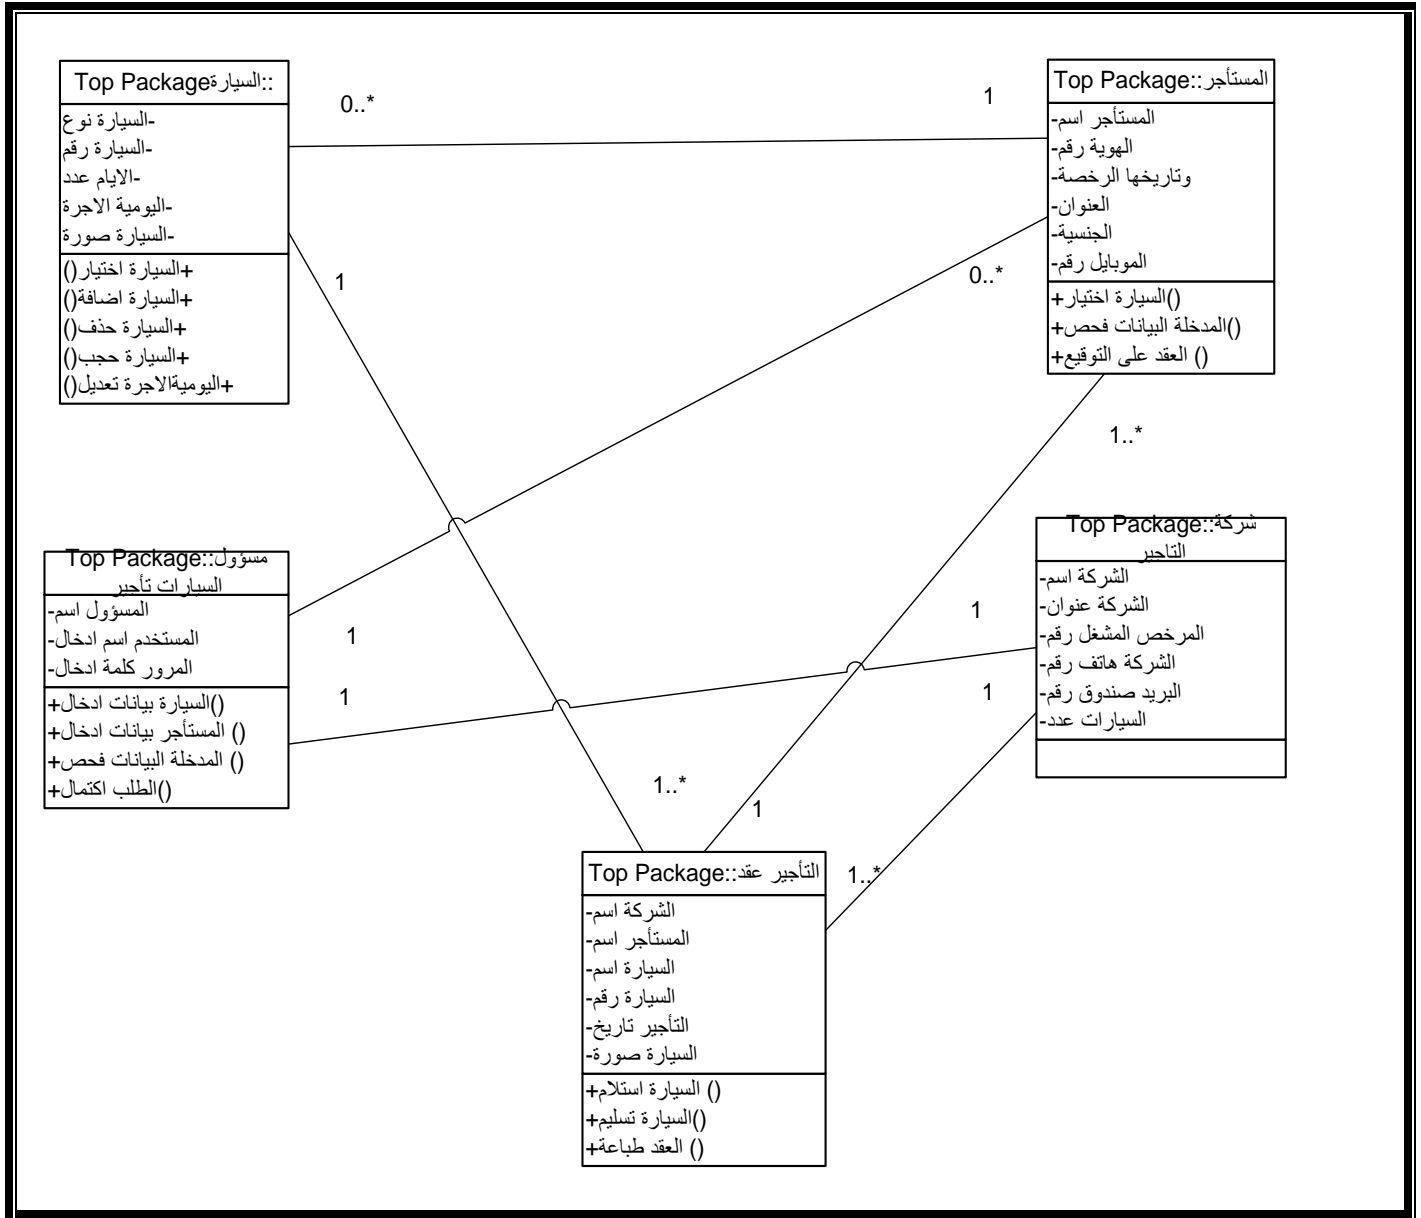 Top Packageالسيارة::
-السيارة نوع
-السيارة رقم
-الايام عدد
-اليومية الاجرة
-السيارة صورة
+السيارة اختيار()
+السيارة اضافة()
+السيارة حذف()
+السيارة حجب()
+اليوميةالاجرة تعديل()
0..*
1
Top Package::المستأجر
-المستأجر اسم
-الهوية رقم
-وتاريخها الرخصة
-العنوان
-الجنسية
-الموبايل رقم
+السيارة اختيار()
+المدخلة البيانات فحص()
+العقد على التوقيع ()
1
0..*
1..*
Top Package::مسؤول
السيارات تأجير
-المسؤول اسم
-المستخدم اسم ادخال
-المرور كلمة ادخال
+السيارة بيانات ادخال()
+المستأجر بيانات ادخال ()
+المدخلة البيانات فحص ()
+الطلب اكتمال()
1
1
1
1
Top Package::شركة
التاجير
-الشركة اسم
-الشركة عنوان
-المرخص المشغل رقم
-الشركة هاتف رقم
-البريد صندوق رقم
-السيارات عدد
1..*
1
1..*
Top Package::التأجير عقد
-الشركة اسم
-المستأجر اسم
-السيارة اسم
-السيارة رقم
-التأجير تاريخ
-السيارة صورة
+السيارة استلام ()
+السيارة تسليم()
+العقد طباعة ()